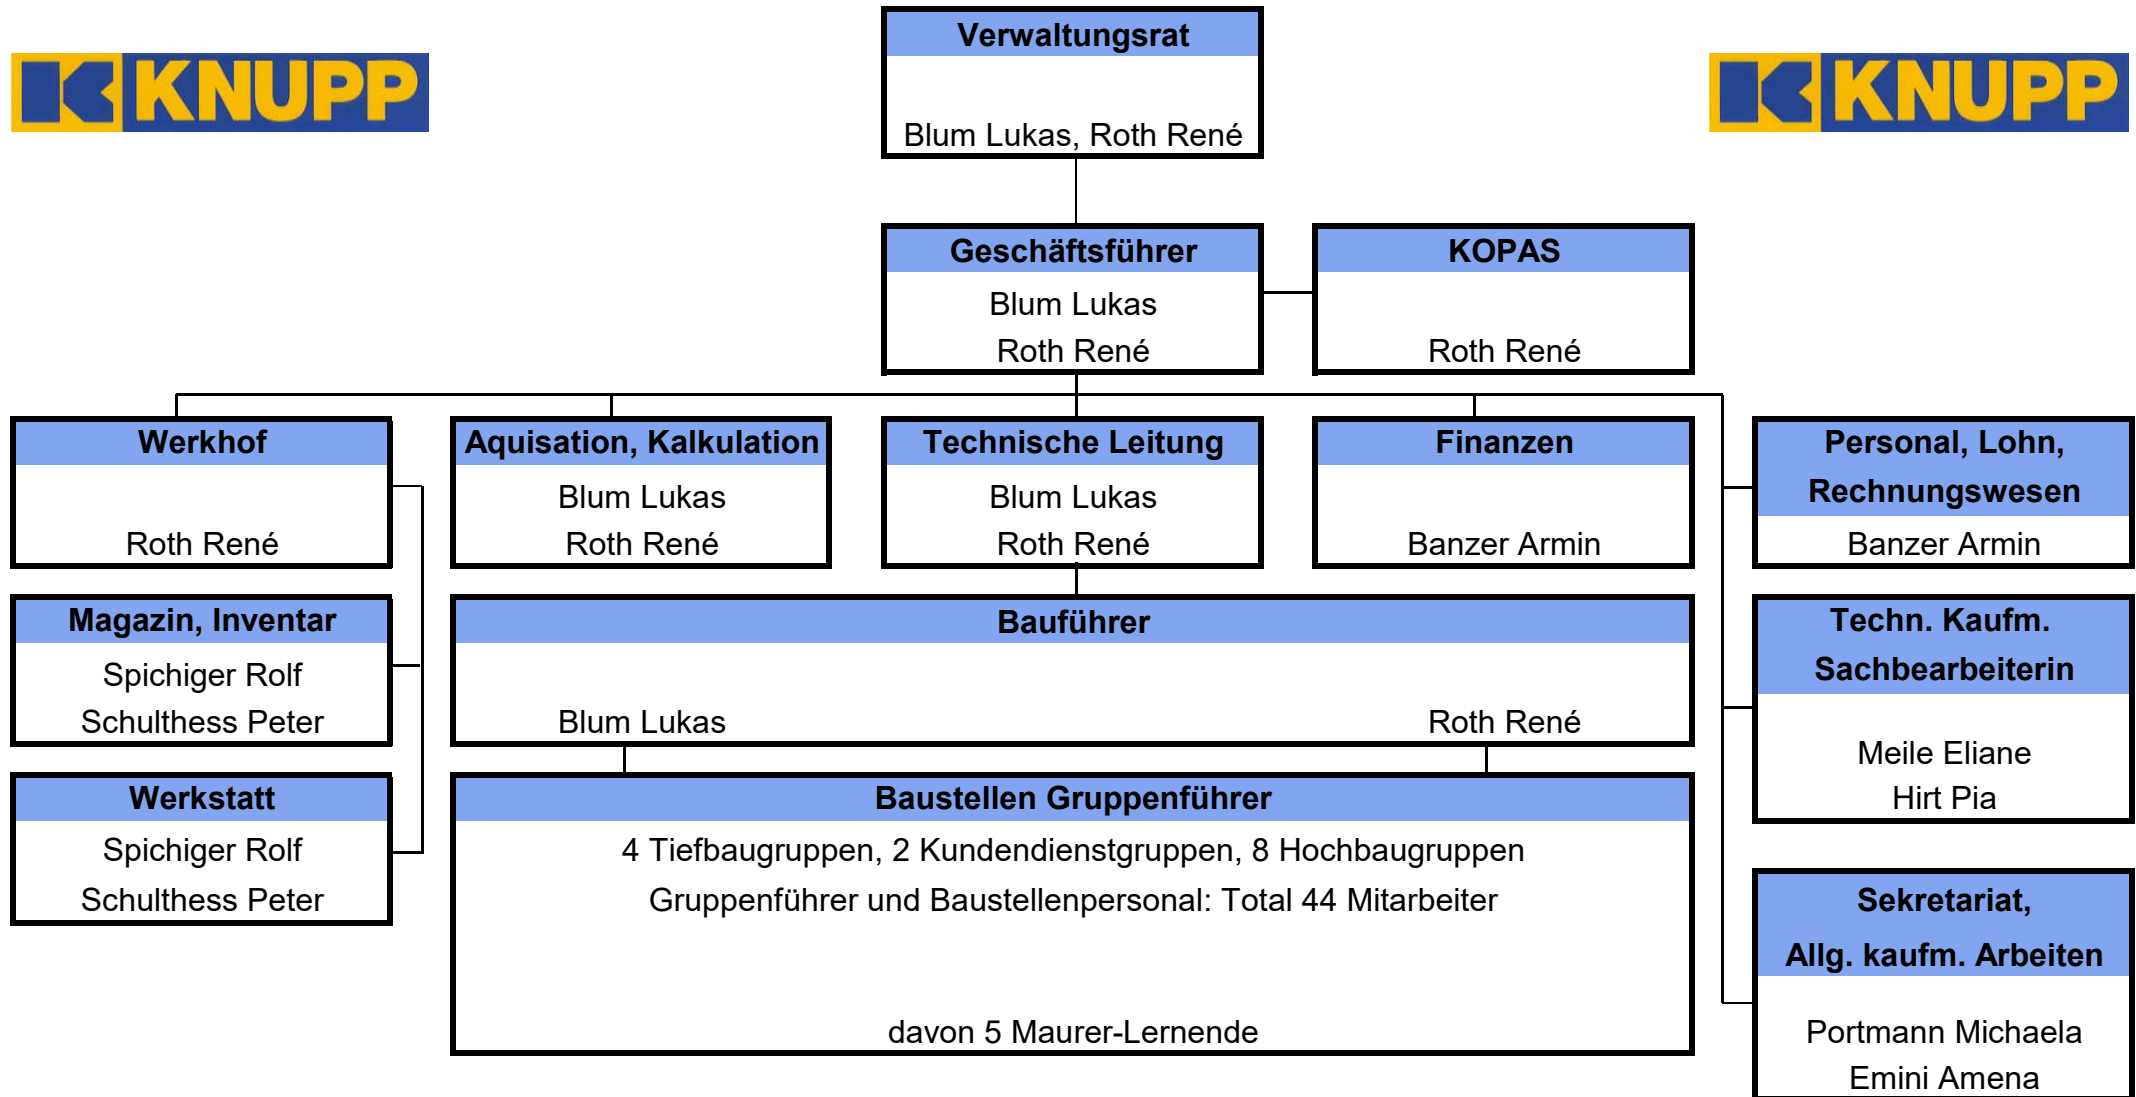 KNUPP
KNUPP
Verwaltungsrat
Blum Lukas, Roth René
Geschäftsführer
Blum Lukas
Roth René
KOPAS
Roth René
Werkhof
Roth René
Aquisation, Kalkulation
Blum Lukas
Roth René
Technische Leitung
Blum Lukas
Roth René
Finanzen
Banzer Armin
Personal, Lohn,
Rechnungswesen
Banzer Armin
Magazin, Inventar
Spichiger Rolf
Schulthess Peter
Bauführer
Blum Lukas
Roth René
Techn. Kaufm.
Sachbearbeiterin
Meile Eliane
Hirt Pia
Werkstatt
Spichiger Rolf
Schulthess Peter
Baustellen Gruppenführer
4 Tiefbaugruppen, 2 Kundendienstgruppen, 8 Hochbaugruppen
Gruppenführer und Baustellenpersonal: Total 44 Mitarbeiter
davon 5 Maurer-Lernende
Sekretariat,
Allg. kaufm. Arbeiten
Portmann Michaela
Emini Amena